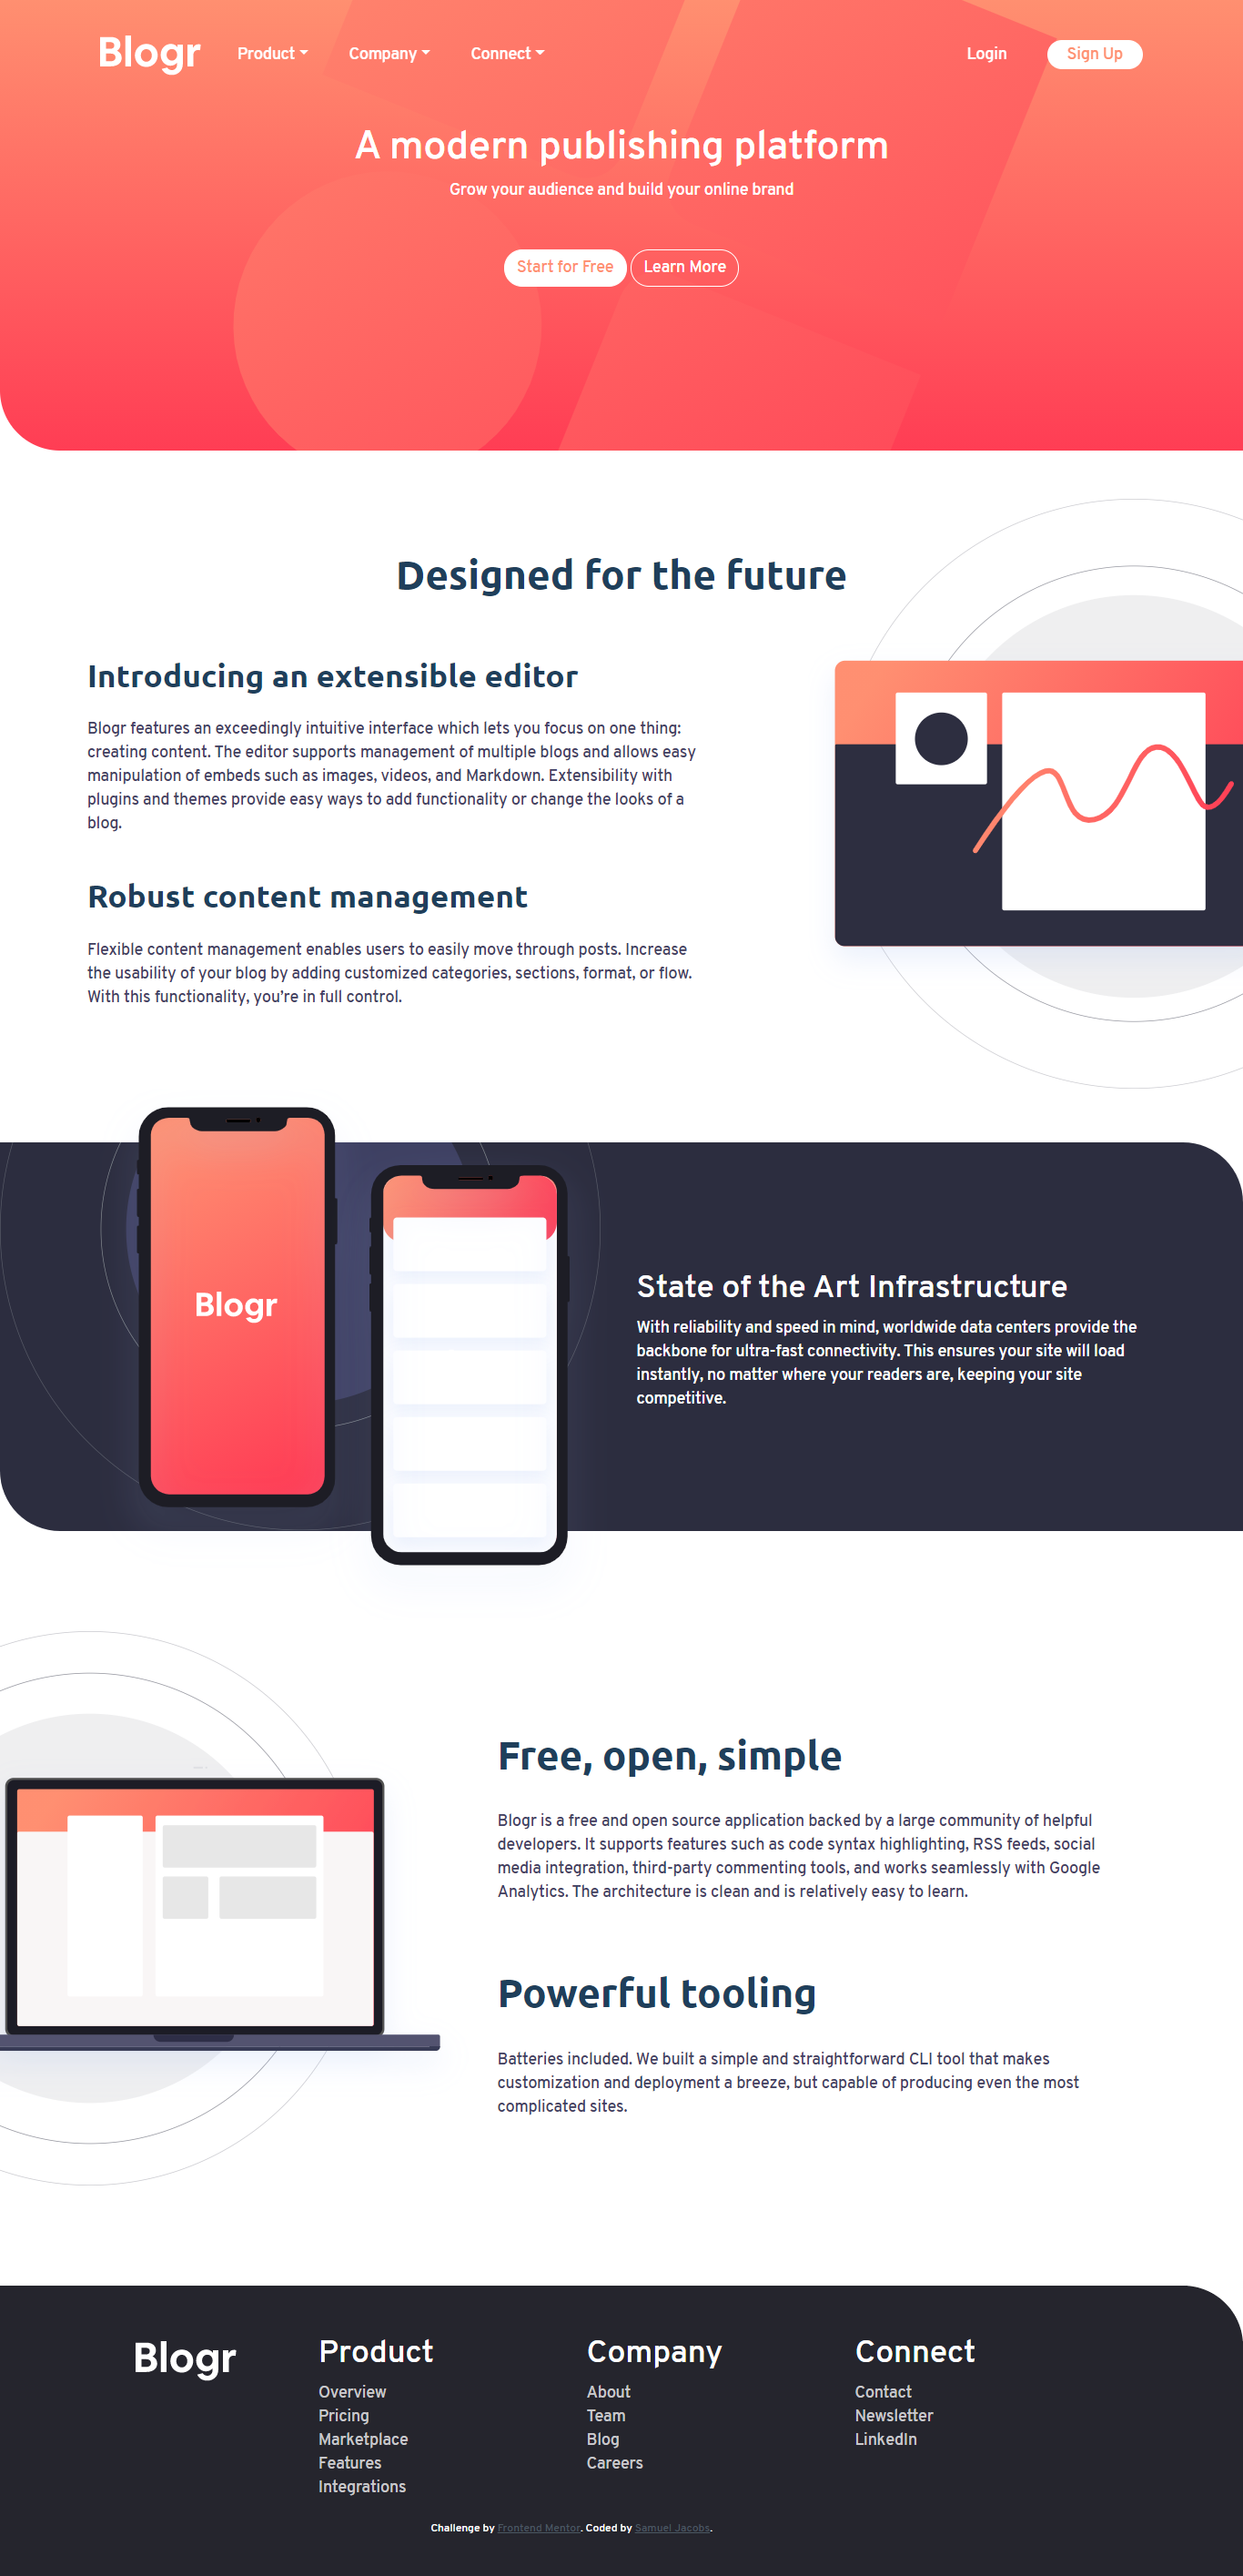 Blogr Product Company Connect Login Sign Up
A modern publishing platform
Grow your audience and build your online brand
Start for Free Learn More
Designed for the future
Introducing an extensible editor
Blogr features an exceedingly intuitive interface which lets you focus on one thing:
creating content. The editor supports management of multiple blogs and allows easy
manipulation of embeds such as images, videos, and Markdown. Extensibility with
plugins and themes provide easy ways to add functionality or change the looks of a
blog.
Robust content management
Flexible content management enables users to easily move through posts. Increase
the usability of your blog by adding customized categories, sections, format, or flow.
With this functionality, you’re in full control.
Blogr
State of the Art Infrastructure
With reliability and speed in mind, worldwide data centers provide the
backbone for ultra-fast connectivity. This ensures your site will load
instantly, no matter where your readers are, keeping your site
competitive.
Free, open, simple
Blogr is a free and open source application backed by a large community of helpful
developers. It supports features such as code syntax highlighting, RSS feeds, social
media integration, third-party commenting tools, and works seamlessly with Google
Analytics. The architecture is clean and is relatively easy to learn.
Powerful tooling
Batteries included. We built a simple and straightforward CLI tool that makes
customization and deployment a breeze, but capable of producing even the most
complicated sites.
Blogr
Product
Overview
Pricing
Marketplace
Features
Integrations
Company
About
Team
Blog
Careers
Connect
Contact
Newsletter
LinkedIn
Challenge by Frontend Mentor. Coded by Samuel Jacobs.